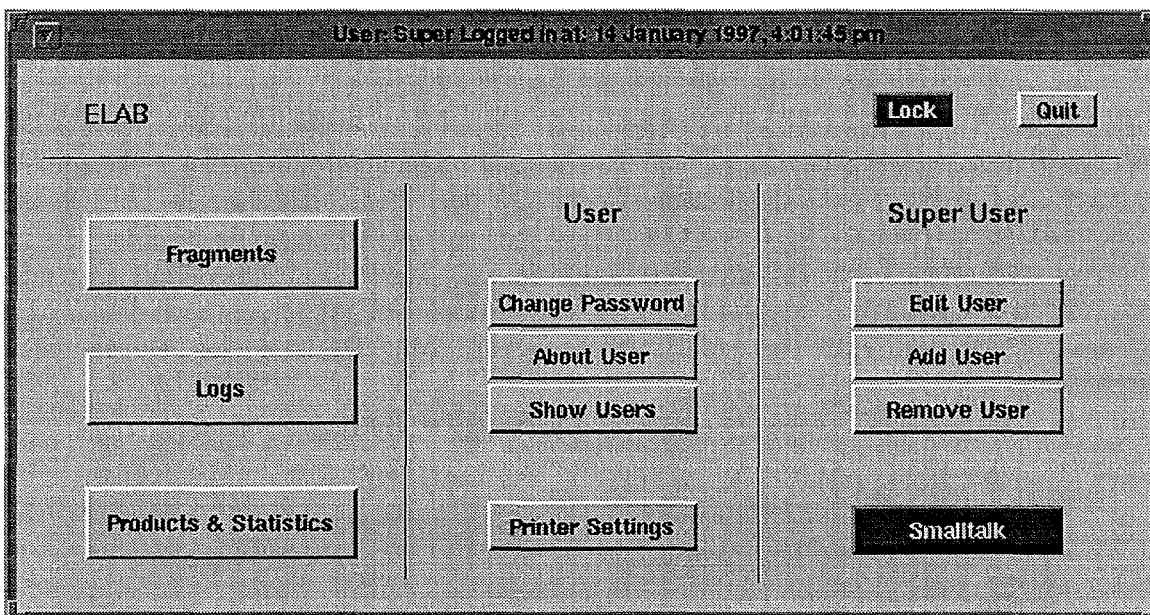 User: Super Logged in at: 14 January 1997, 4:01:45 pm
ELAB
Lock
Quit
Fragments
Logs
Products & Statistics
User
Change Password
About User
Show Users
Printer Settings
Super User
Edit User
Add User
Remove User
Smalltalk